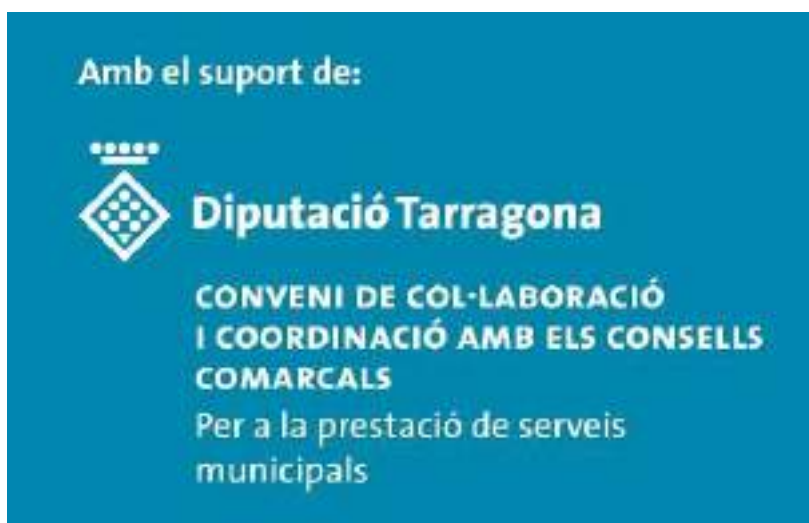 Amb el suport de:
Diputació Tarragona
CONVENI DE COL·LABORACIÓ
I COORDINACIÓ AMB ELS CONSELLS
COMARCALS
Per a la prestació de serveis
municipals